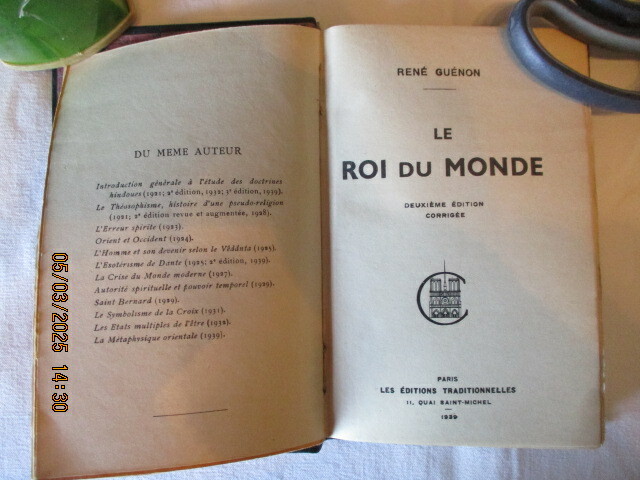 DU MEME AUTEUR
Introduction générale à l'étude des doctrines
hindoues (1921; 2e édition, 1932; 3e édition, 1939).
Le Théosophisme, histoire d'une pseudo-religion
(1921; 2e édition revue et augmentée, 1928).
L'Erreur spirite (1923).
Orient et Occident (1924).
L'Homme et son devenir selon le Vêdânta (1925).
L'Esotérisme de Dante (1925; 2e édition, 1939).
La Crise du Monde moderne (1927).
Autorité spirituelle et pouvoir temporel (1929).
Saint Bernard (1929).
Le Symbolisme de la Croix (1931).
Les Etats multiples de l'Être (1932).
La Métaphysique orientale (1939).
RENÉ GUÉNON
LE
ROI DU MONDE
DEUXIÈME ÉDITION
CORRIGÉE
PARIS
LES ÉDITIONS TRADITIONNELLES
11, QUAI SAINT-MICHEL
1939
05/03/2025 14:30